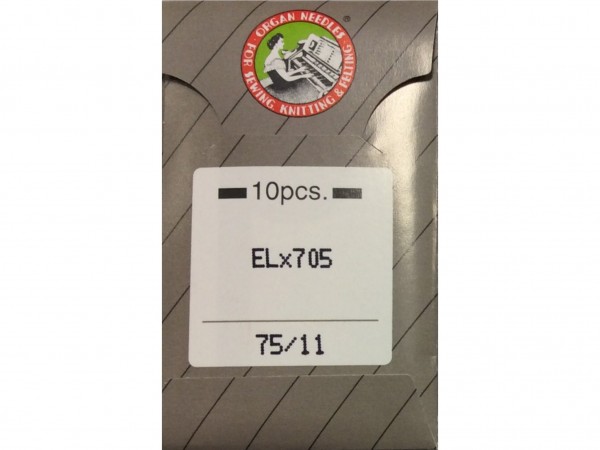 ORGAN NEEDLES
FOR SEWING KNITTING & FELTING
®
10pcs.
ELx705
75/11